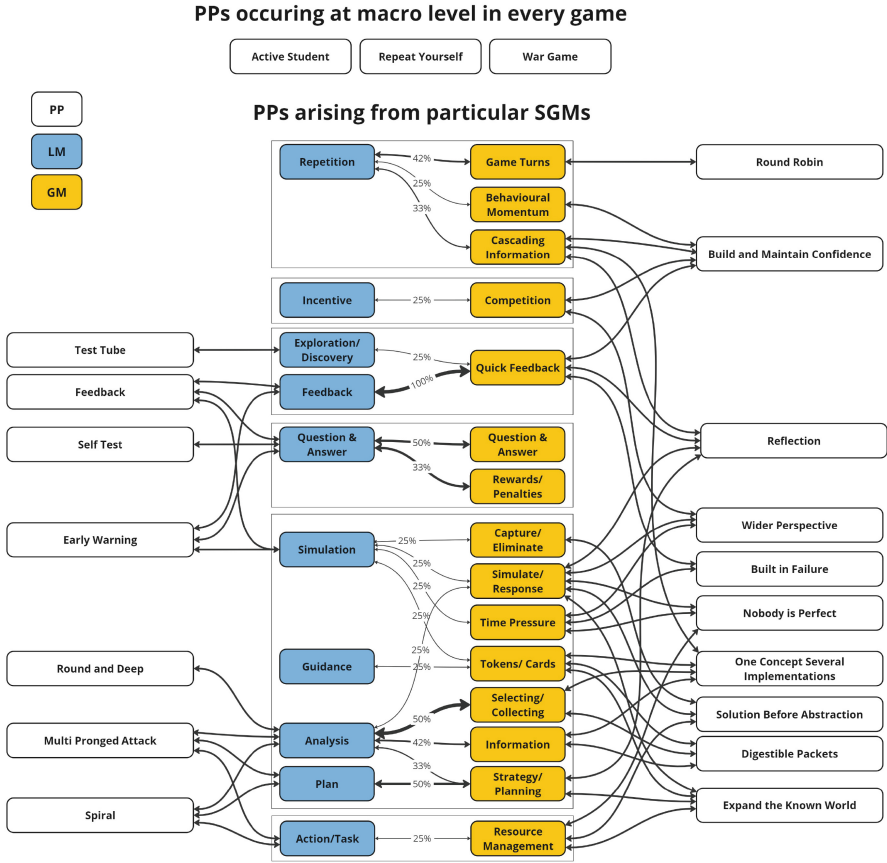 PPs occuring at macro level in every game
Active Student
Repeat Yourself
War Game
PP
LM
GM
PPs arising from particular SGMs
Repetition
42%
25%
33%
Game Turns
Behavioural
Momentum
Cascading
Information
Round Robin
Build and Maintain Confidence
Incentive
25%
Competition
Test Tube
Feedback
Self Test
Early Warning
Exploration/
Discovery
25%
Feedback
100%
Quick Feedback
Question &
Answer
50%
33%
Question &
Answer
Rewards/
Penalties
Reflection
Simulation
25%
25%
25%
25%
25%
Capture/
Eliminate
Simulate/
Response
Time Pressure
Tokens/ Cards
Wider Perspective
Built in Failure
Nobody is Perfect
One Concept Several
Implementations
Guidance
25%
Round and Deep
Multi Pronged Attack
Spiral
Analysis
50%
42%
33%
Plan
50%
Selecting/
Collecting
Information
Strategy/
Planning
Solution Before Abstraction
Digestible Packets
Expand the Known World
Action/Task
25%
Resource
Management